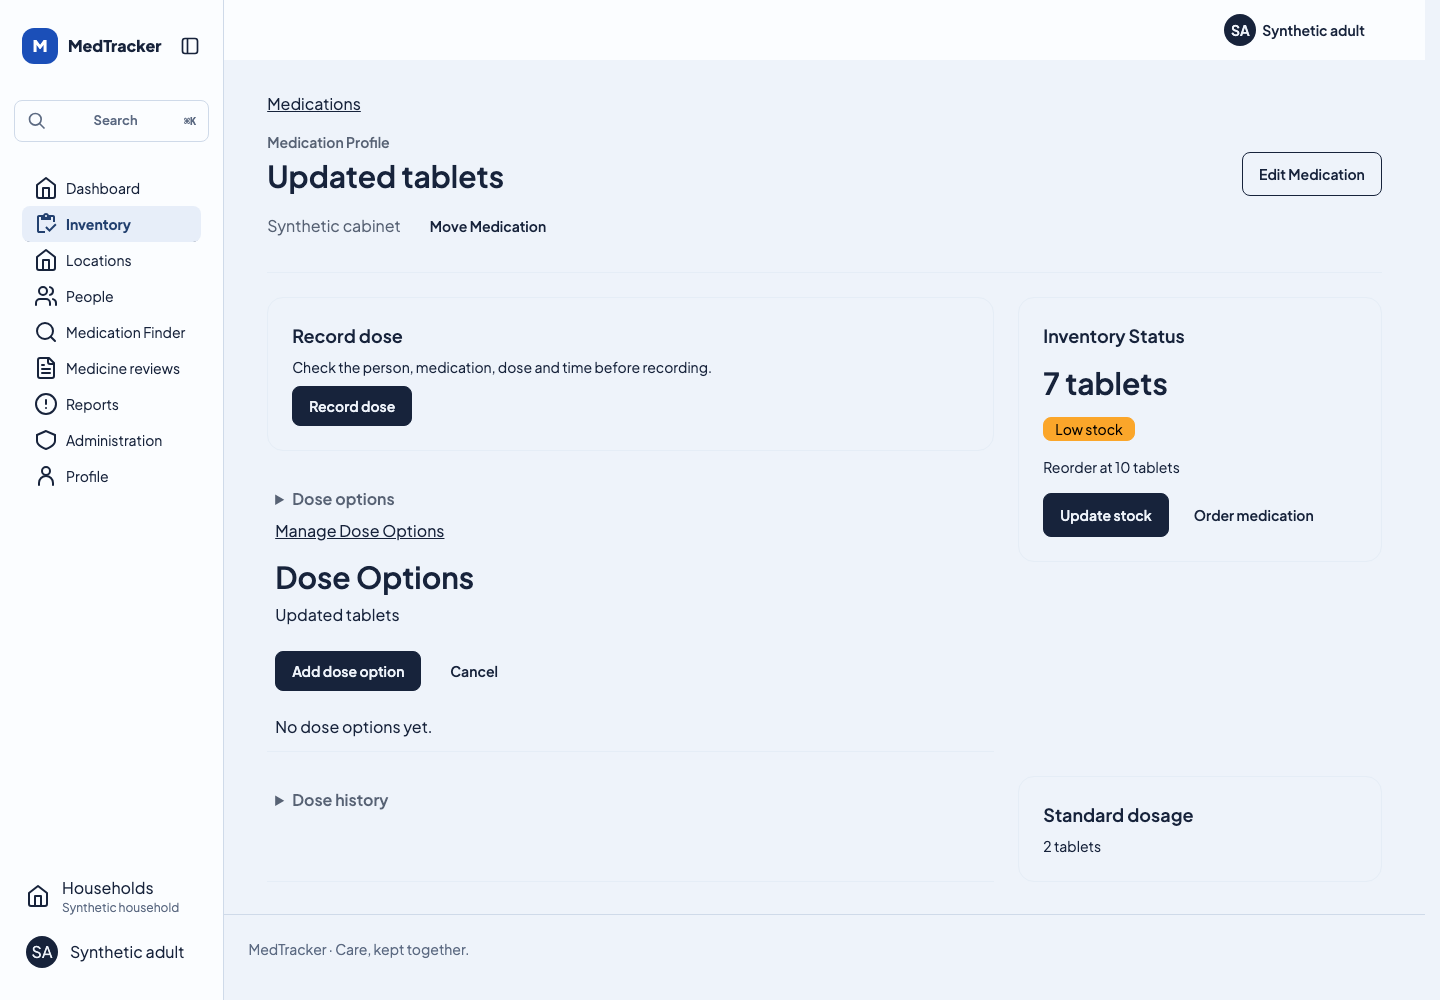 M MedTracker
Search ⌘K
Dashboard
Inventory
Locations
People
Medication Finder
Medicine reviews
Reports
Administration
Profile
Households
Synthetic household
SA Synthetic adult
SA Synthetic adult
Medications
Medication Profile
Updated tablets
Edit Medication
Synthetic cabinet Move Medication
Record dose
Check the person, medication, dose and time before recording.
Record dose
Dose options
Manage Dose Options
Dose Options
Updated tablets
Add dose option Cancel
No dose options yet.
Dose history
Inventory Status
7 tablets
Low stock
Reorder at 10 tablets
Update stock Order medication
Standard dosage
2 tablets
MedTracker · Care, kept together.